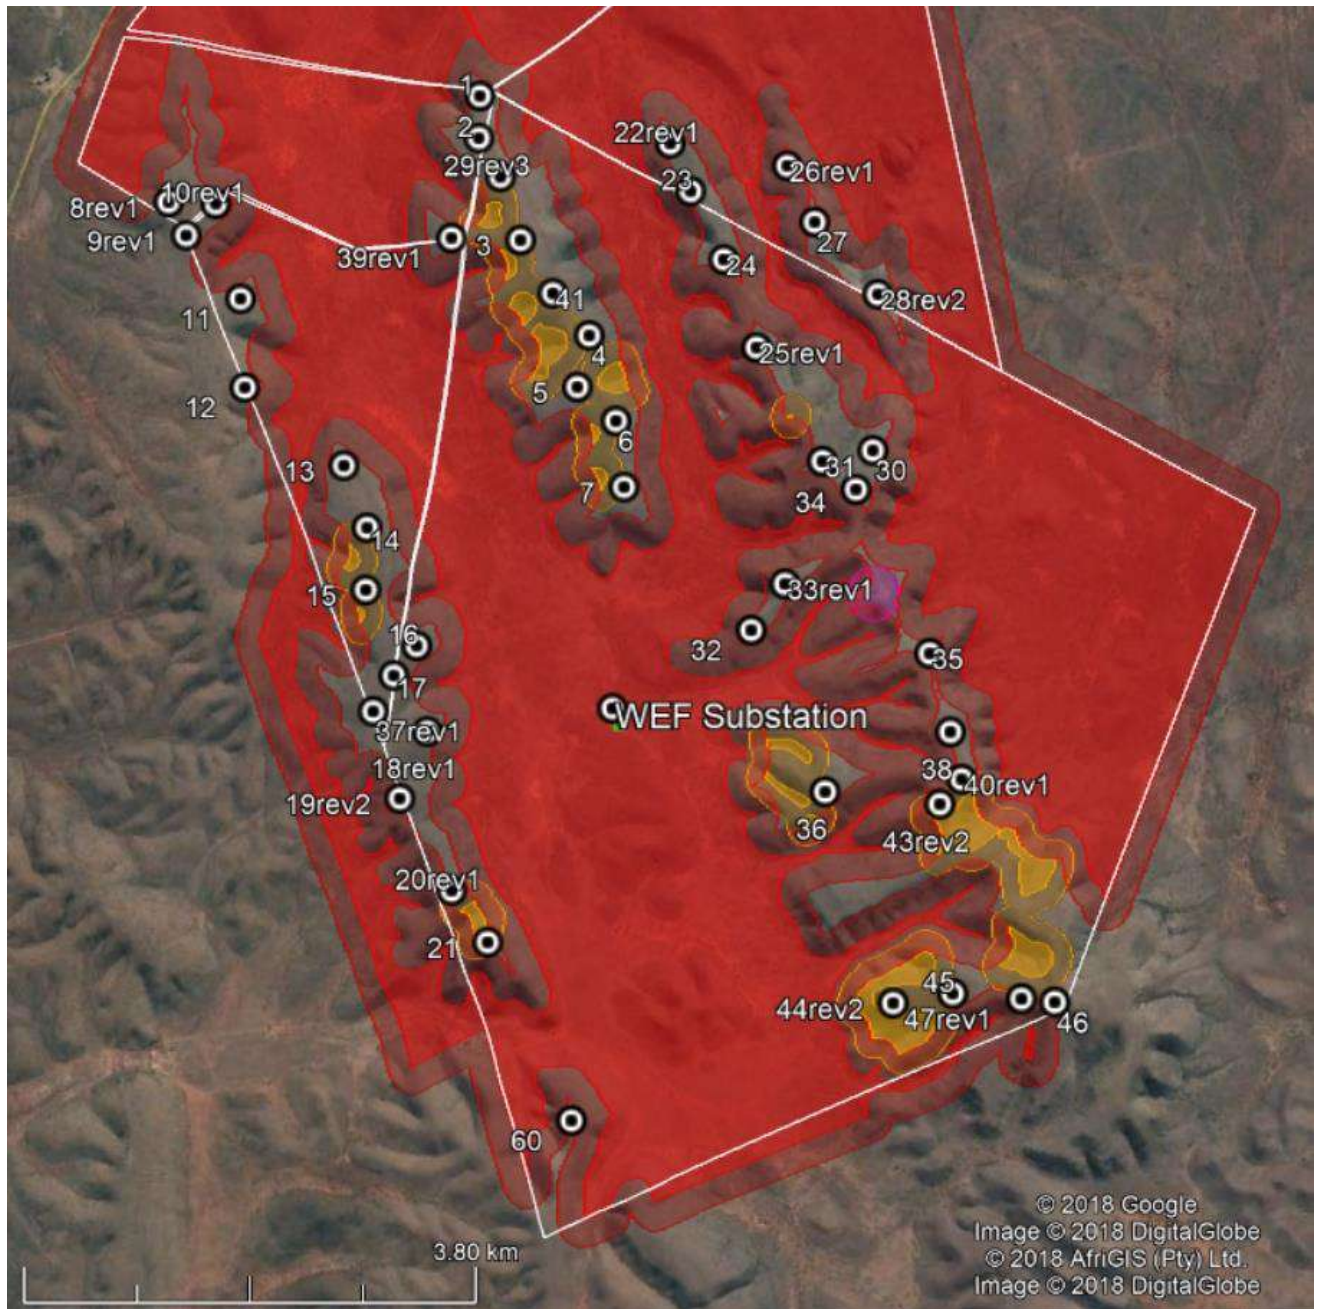 1
2
22rev1
29rev3
26rev1
23
10rev1
8rev1
9rev1
27
3
39rev1
24
28rev2
41
11
4
25rev1
5
12
6
31
30
13
7
34
14
33rev1
15
16
32
35
17
WEF Substation
37rev1
18rev1
38
40rev1
19rev2
36
43rev2
20rev1
21
45
44rev2
47rev1
46
60
© 2018 Google
Image © 2018 DigitalGlobe
© 2018 AfriGIS (Pty) Ltd.
Image © 2018 DigitalGlobe
3.80 km